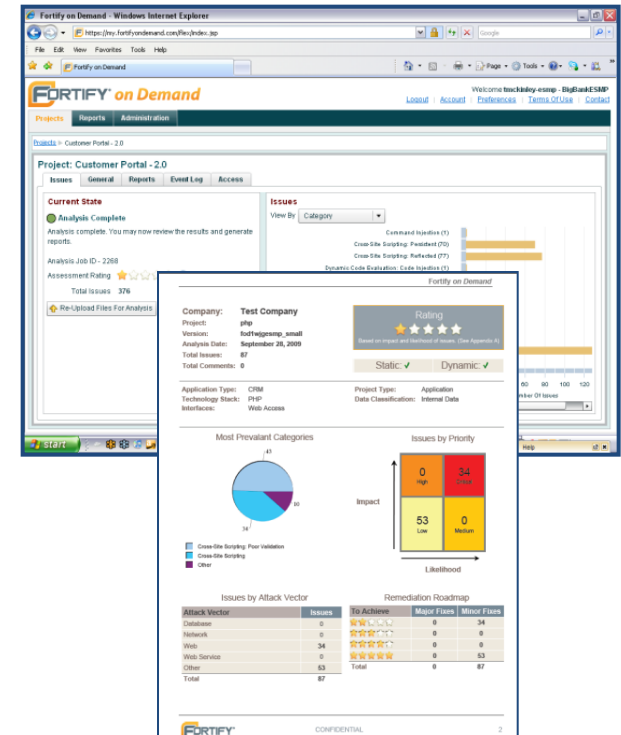 Fortify on Demand - Windows Internet Explorer
https://my.fortifyondemand.com/flex/index.jsp
Google
File Edit View Favorites Tools Help
Fortify on Demand
Page Tools
FORTIFY on Demand
Welcome tmckinley-esmp - BigBankESMP
Logout Account Preferences Terms Of Use Contact
Projects Reports Administration
Projects > Customer Portal - 2.0
Project: Customer Portal - 2.0
Issues General Reports Event Log Access
Current State
Analysis Complete
Analysis complete. You may now review the results and generate
reports.
Analysis Job ID - 2268
Assessment Rating
Total Issues 376
Re-Upload Files For Analysis
Issues
View By Category
Command Injection (1)
Cross-Site Scripting: Persistent (70)
Cross-Site Scripting: Reflected (77)
Dynamic Code Evaluation: Code Injection (1)
60 80 100 120
mber Of Issues
start
Help
Fortify on Demand
Company: Test Company
Project: php
Version: fod1wjgesmp_small
Analysis Date: September 28, 2009
Total Issues: 87
Total Comments: 0
Rating
Based on impact and likelihood of issues. (See Appendix A)
Static: ✓ Dynamic: ✓
Application Type: CRM
Technology Stack: PHP
Interfaces: Web Access
Project Type: Application
Data Classification: Internal Data
Most Prevalant Categories
43
10
34
Cross-Site Scripting: Poor Validation
Cross-Site Scripting
Other
Issues by Priority
Impact
0
High
34
Critical
53
Low
0
Medium
Likelihood
Issues by Attack Vector
Attack Vector Issues
Database 0
Network 0
Web 34
Web Service 0
Other 53
Total 87
Remediation Roadmap
To Achieve Major Fixes Minor Fixes
0 34
0 0
0 0
0 53
Total 0 87
FORTIFY
CONFIDENTIAL
2